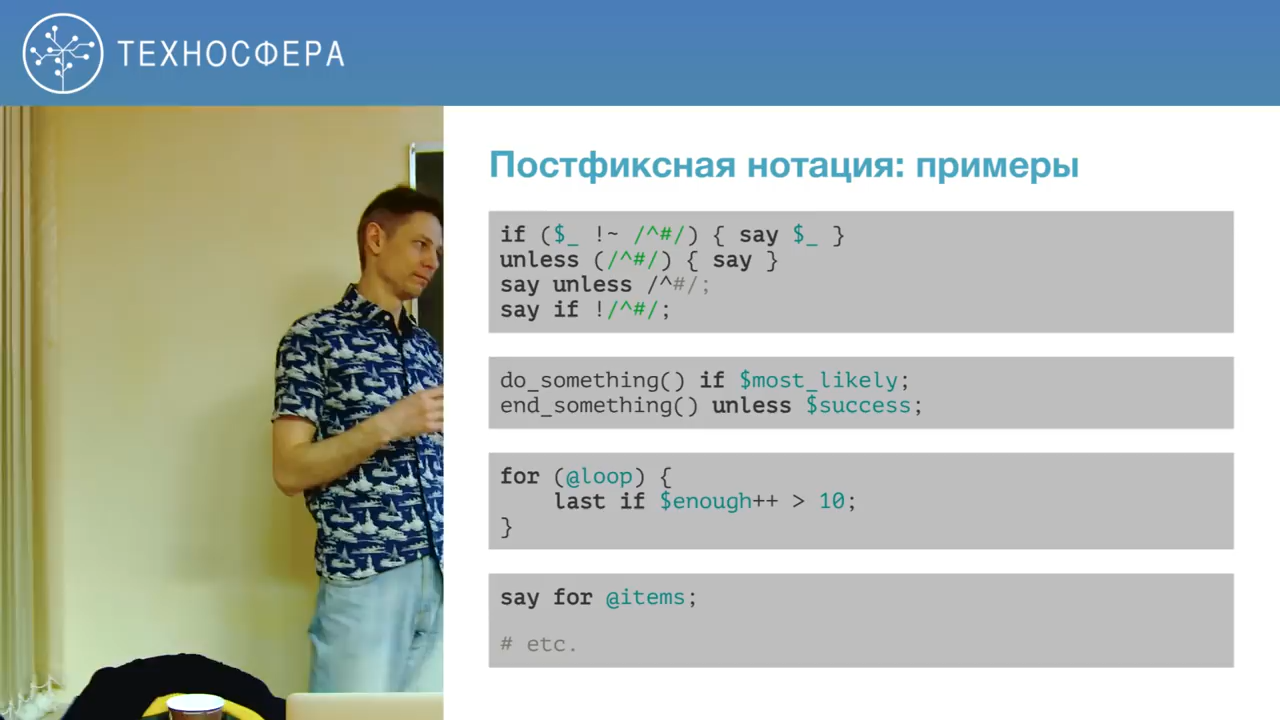 ТЕХНОСФЕРА
Постфиксная нотация: примеры
if ($_ !~ /^#/) { say $_ }
unless (/^#/) { say }
say unless /^#/;
say if !/^#/;
do_something() if $most_likely;
end_something() unless $success;
for (@loop) {
    last if $enough++ > 10;
}
say for @items;
# etc.